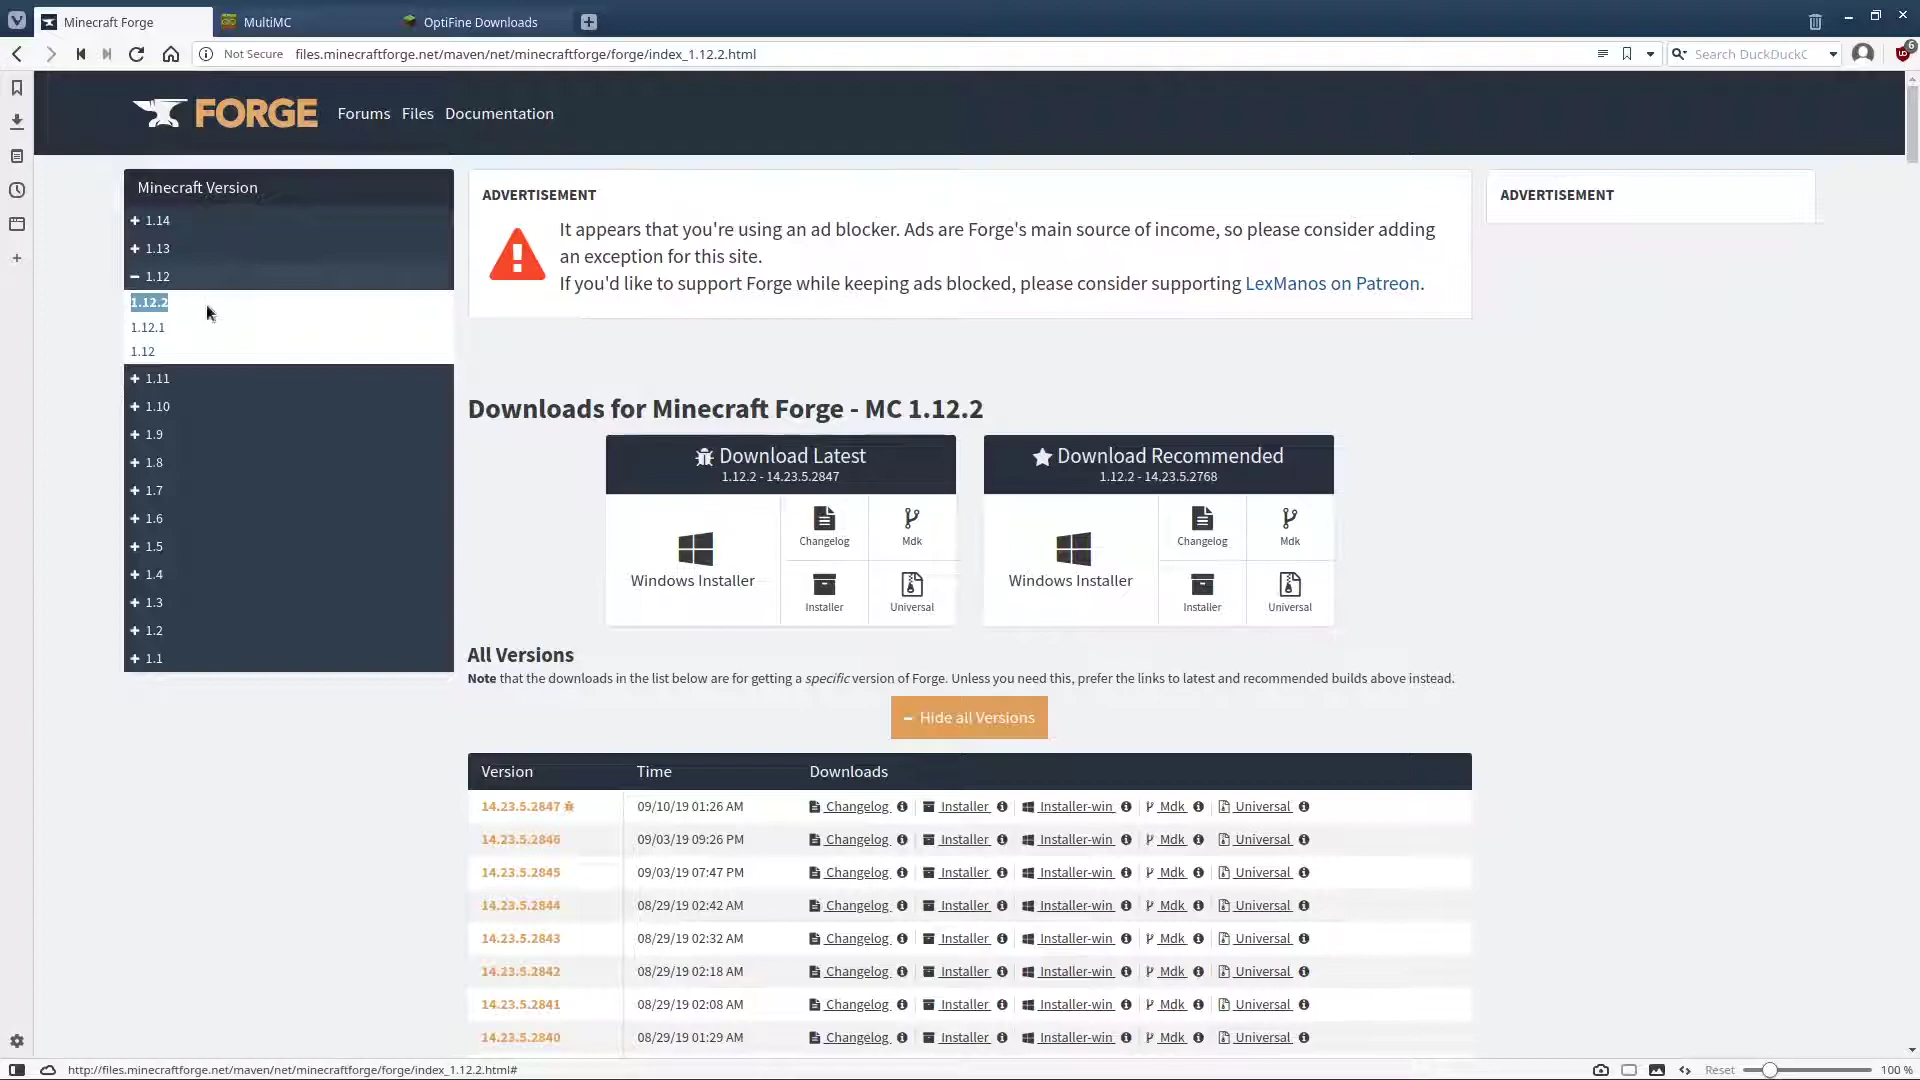 Minecraft Forge
MultiMC
OptiFine Downloads
Not Secure
files.minecraftforge.net/maven/net/minecraftforge/forge/index_1.12.2.html
Search DuckDuckG
6
FORGE
Forums
Files
Documentation
Minecraft Version
1.14
1.13
1.12
1.12.2
1.12.1
1.12
1.11
1.10
1.9
1.8
1.7
1.6
1.5
1.4
1.3
1.2
1.1
ADVERTISEMENT
It appears that you're using an ad blocker. Ads are Forge's main source of income, so please consider adding
an exception for this site.
If you'd like to support Forge while keeping ads blocked, please consider supporting LexManos on Patreon.
ADVERTISEMENT
Downloads for Minecraft Forge - MC 1.12.2
Download Latest
1.12.2 - 14.23.5.2847
Windows Installer
Changelog
Mdk
Installer
Universal
Download Recommended
1.12.2 - 14.23.5.2768
Windows Installer
Changelog
Mdk
Installer
Universal
All Versions
Note that the downloads in the list below are for getting a specific version of Forge. Unless you need this, prefer the links to latest and recommended builds above instead.
Hide all Versions
Version Time Downloads
14.23.5.2847 09/10/19 01:26 AM Changelog Installer Installer-win Mdk Universal
14.23.5.2846 09/03/19 09:26 PM Changelog Installer Installer-win Mdk Universal
14.23.5.2845 09/03/19 07:47 PM Changelog Installer Installer-win Mdk Universal
14.23.5.2844 08/29/19 02:42 AM Changelog Installer Installer-win Mdk Universal
14.23.5.2843 08/29/19 02:32 AM Changelog Installer Installer-win Mdk Universal
14.23.5.2842 08/29/19 02:18 AM Changelog Installer Installer-win Mdk Universal
14.23.5.2841 08/29/19 02:08 AM Changelog Installer Installer-win Mdk Universal
14.23.5.2840 08/29/19 01:29 AM Changelog Installer Installer-win Mdk Universal
http://files.minecraftforge.net/maven/net/minecraftforge/forge/index_1.12.2.html#
Reset
100 %